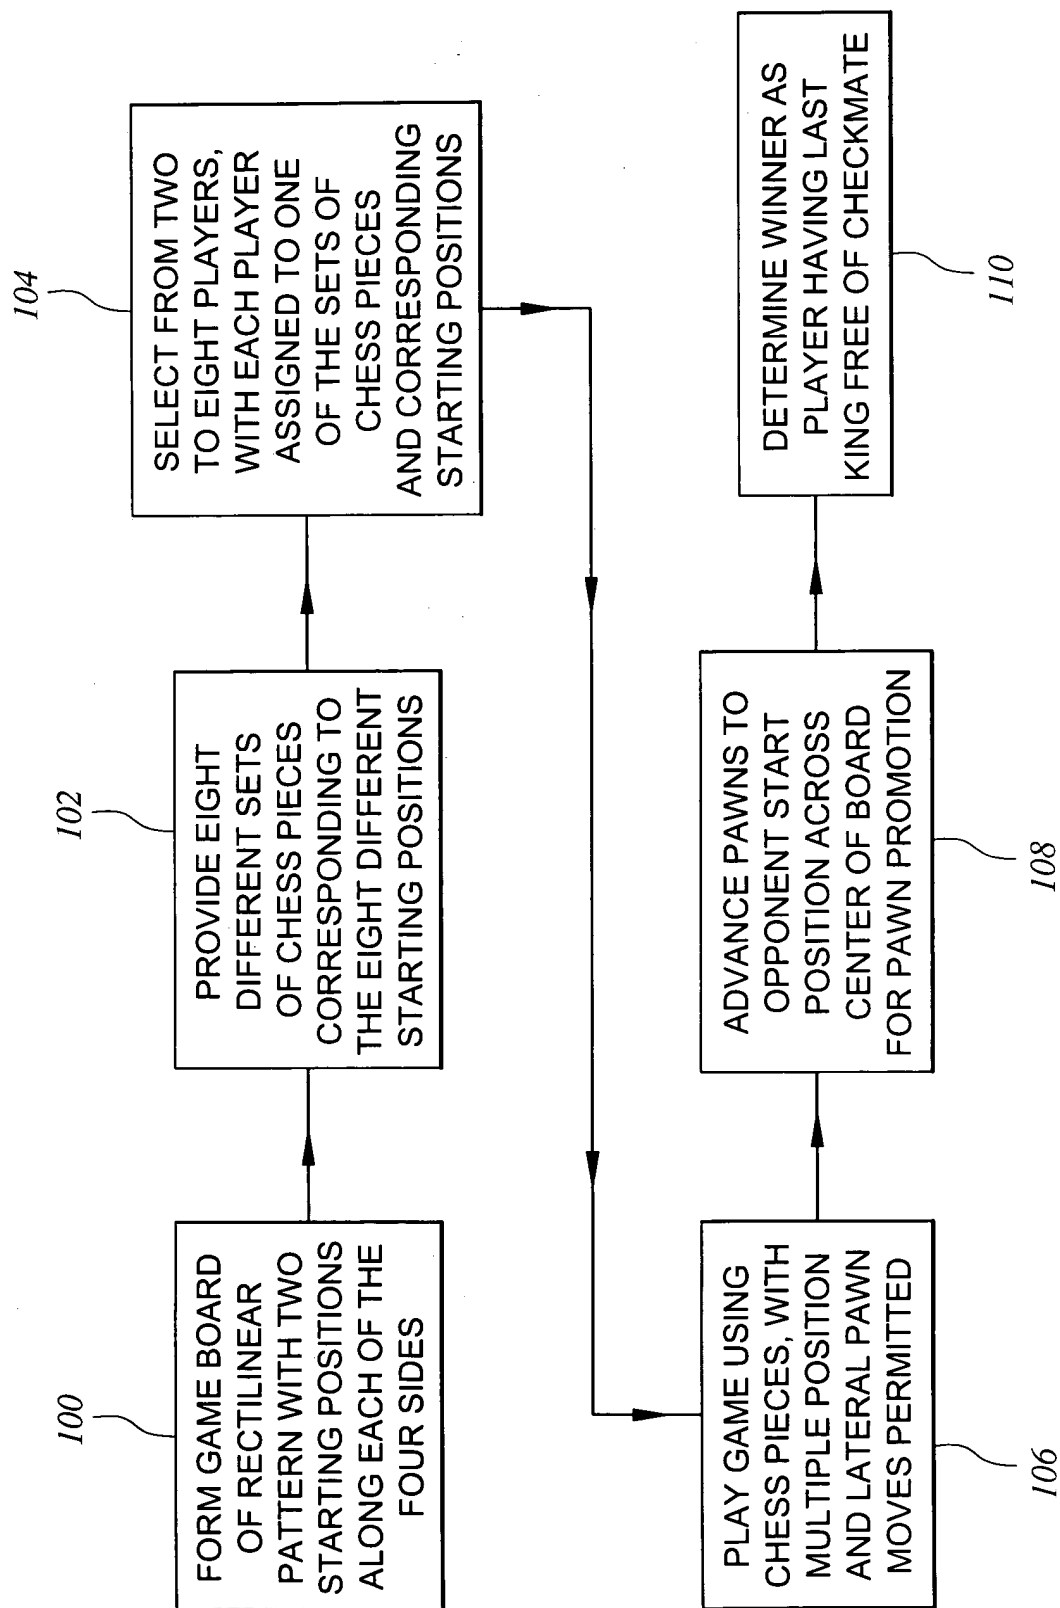 100
FORM GAME BOARD
OF RECTILINEAR
PATTERN WITH TWO
STARTING POSITIONS
ALONG EACH OF THE
FOUR SIDES
102
PROVIDE EIGHT
DIFFERENT SETS
OF CHESS PIECES
CORRESPONDING TO
THE EIGHT DIFFERENT
STARTING POSITIONS
104
SELECT FROM TWO
TO EIGHT PLAYERS,
WITH EACH PLAYER
ASSIGNED TO ONE
OF THE SETS OF
CHESS PIECES
AND CORRESPONDING
STARTING POSITIONS
PLAY GAME USING
CHESS PIECES, WITH
MULTIPLE POSITION
AND LATERAL PAWN
MOVES PERMITTED
106
ADVANCE PAWNS TO
OPPONENT START
POSITION ACROSS
CENTER OF BOARD
FOR PAWN PROMOTION
108
DETERMINE WINNER AS
PLAYER HAVING LAST
KING FREE OF CHECKMATE
110